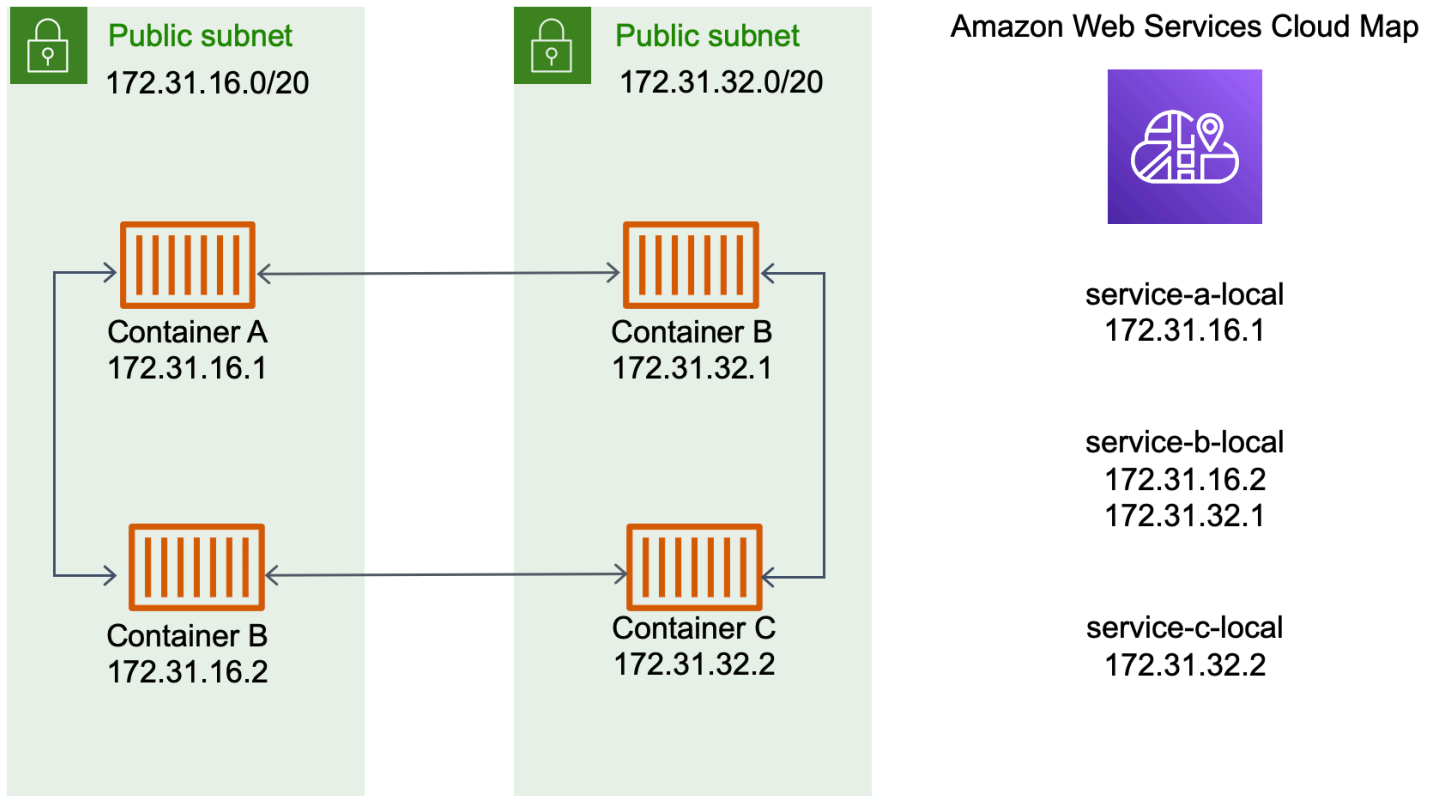 Public subnet
172.31.16.0/20
Public subnet
172.31.32.0/20
Amazon Web Services Cloud Map
Container A
172.31.16.1
Container B
172.31.32.1
Container B
172.31.16.2
Container C
172.31.32.2
service-a-local
172.31.16.1
service-b-local
172.31.16.2
172.31.32.1
service-c-local
172.31.32.2